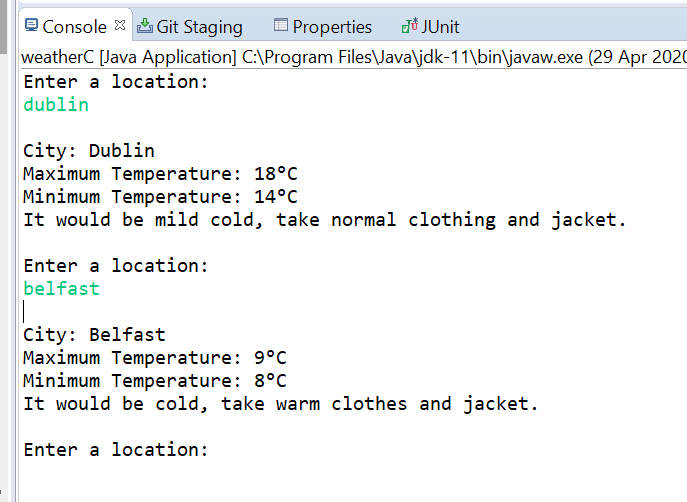 Console Git Staging Properties JUnit
weatherC [Java Application] C:\Program Files\Java\jdk-11\bin\javaw.exe (29 Apr 2020
Enter a location:
dublin
City: Dublin
Maximum Temperature: 18°C
Minimum Temperature: 14°C
It would be mild cold, take normal clothing and jacket.
Enter a location:
belfast
City: Belfast
Maximum Temperature: 9°C
Minimum Temperature: 8°C
It would be cold, take warm clothes and jacket.
Enter a location: